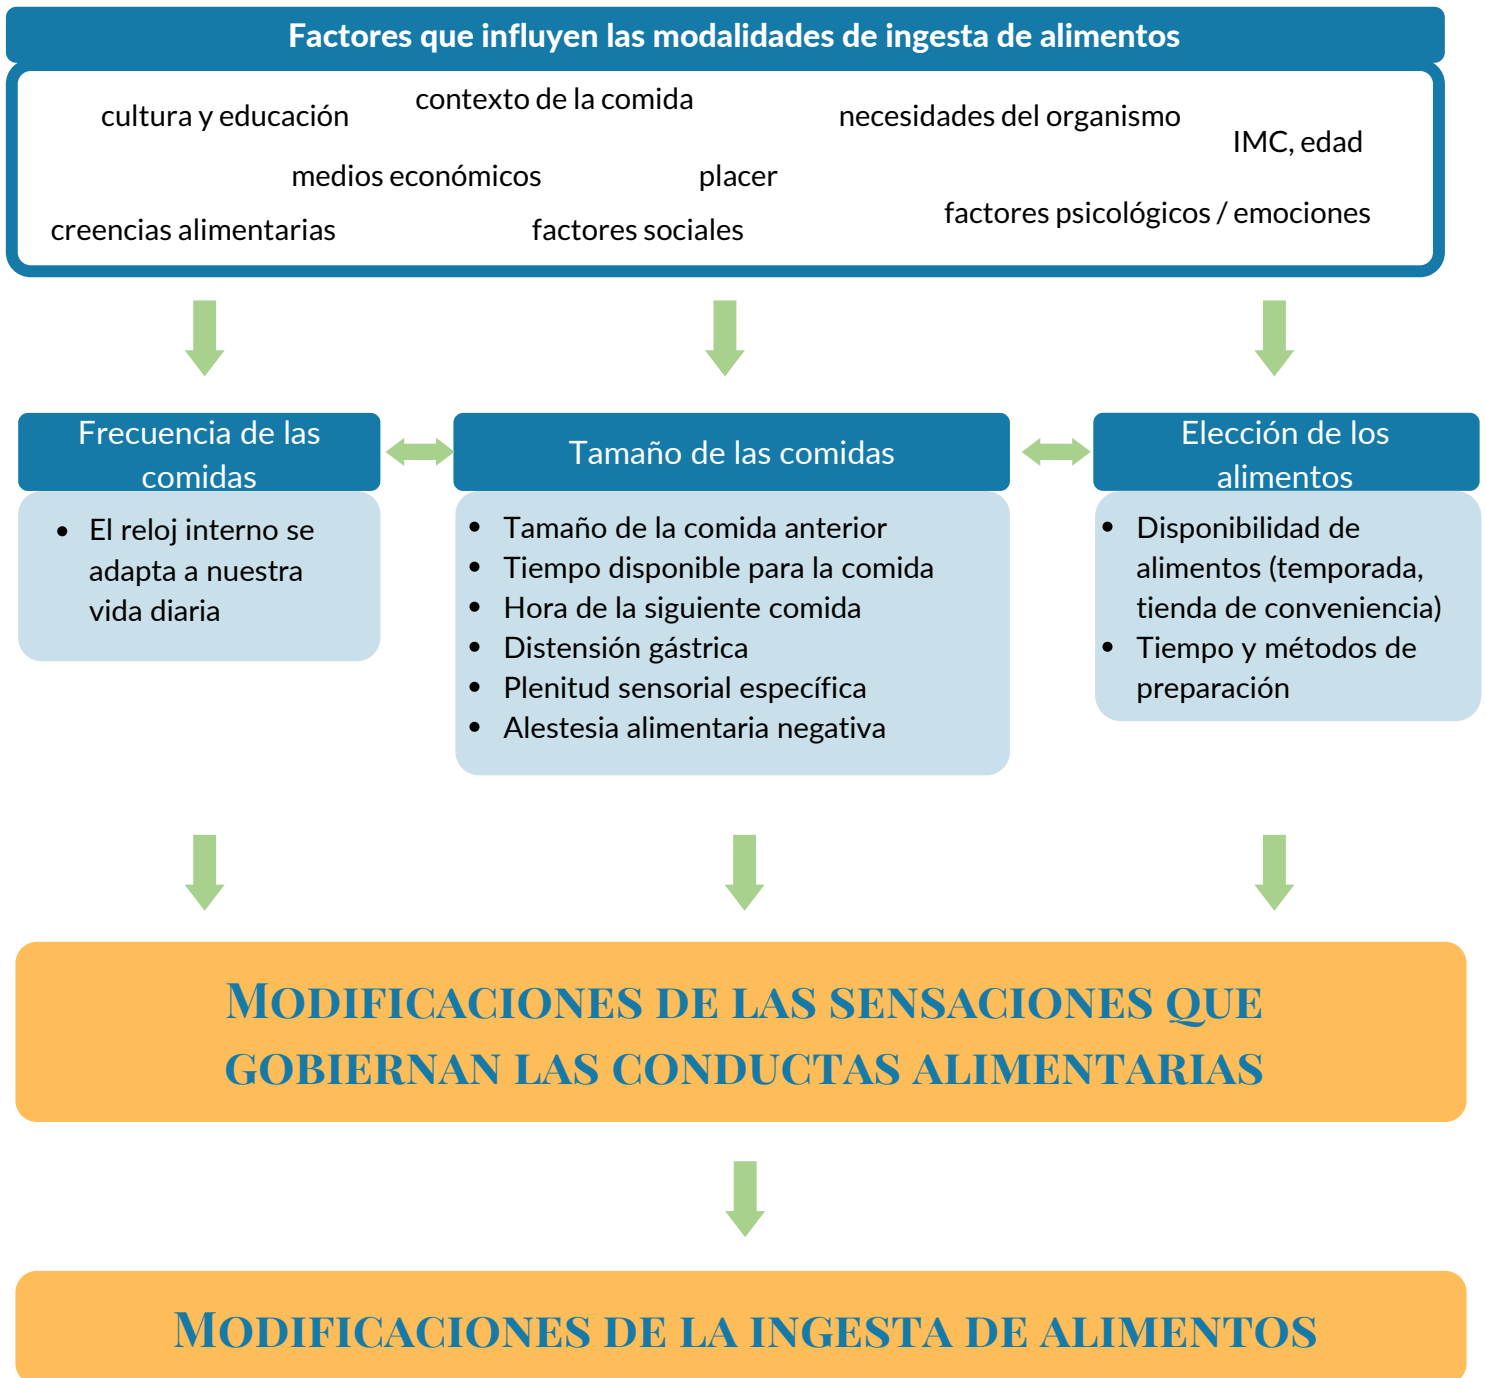 Factores que influyen las modalidades de ingesta de alimentos
cultura y educación
contexto de la comida
necesidades del organismo
IMC, edad
medios económicos
placer
creencias alimentarias
factores sociales
factores psicológicos / emociones
Frecuencia de las
comidas
• El reloj interno se
adapta a nuestra
vida diaria
Tamaño de las comidas
• Tamaño de la comida anterior
• Tiempo disponible para la comida
• Hora de la siguiente comida
• Distensión gástrica
• Plenitud sensorial específica
• Alestesia alimentaria negativa
Elección de los
alimentos
• Disponibilidad de
alimentos (temporada,
tienda de conveniencia)
• Tiempo y métodos de
preparación
Modificaciones de las sensaciones que
gobiernan las conductas alimentarias
Modificaciones de la ingesta de alimentos